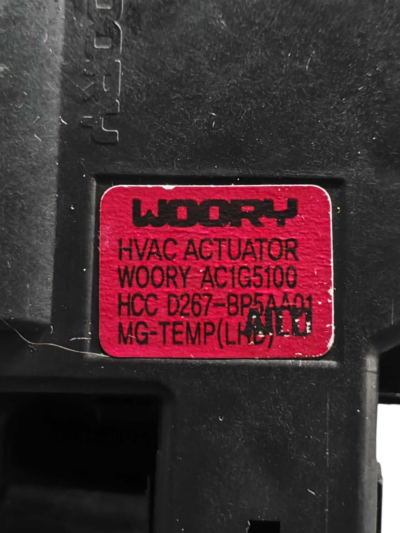 WOORY
HVAC ACTUATOR
WOORY AC1G5100
HCC D267-BP5AA01
MG-TEMP(LHD)